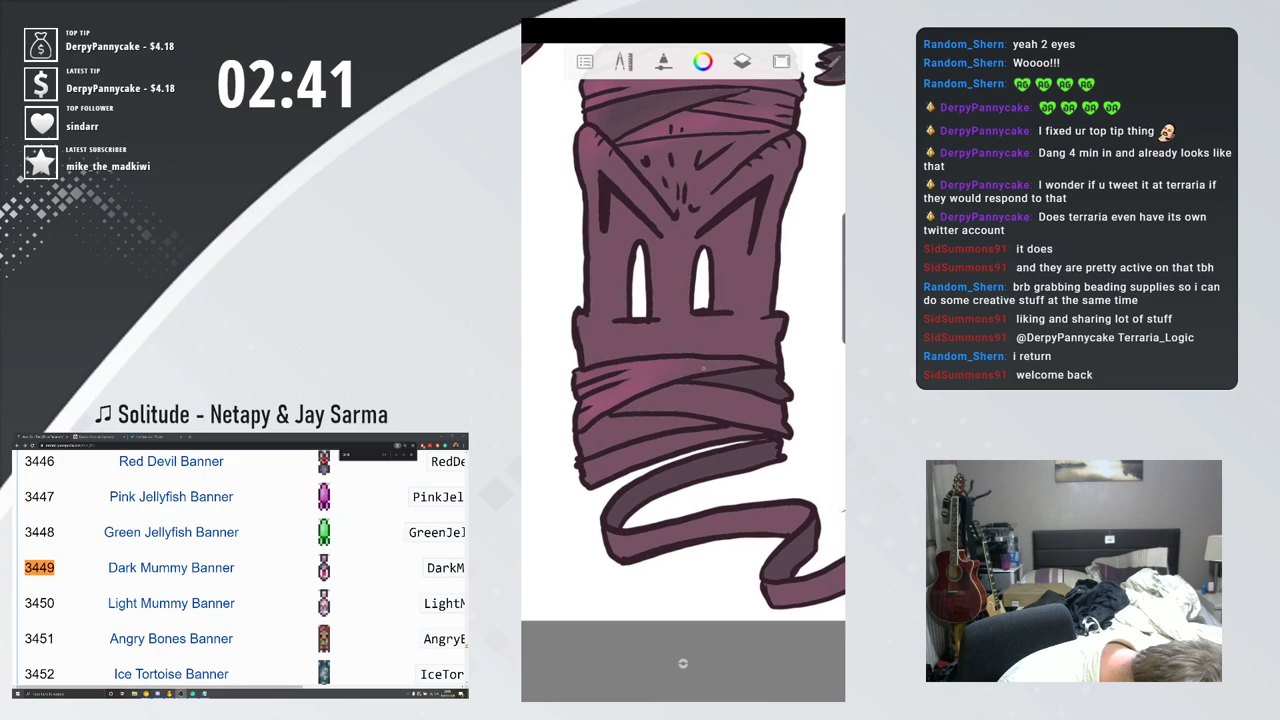 TOP TIP
DerpyPannycake - $4.18
LATEST TIP
DerpyPannycake - $4.18
TOP FOLLOWER
sindarr
LATEST SUBSCRIBER
mike_the_madkiwi
02:41
♫ Solitude - Netapy & Jay Sarma
3446 Red Devil Banner RedDe
3447 Pink Jellyfish Banner PinkJel
3448 Green Jellyfish Banner GreenJel
3449 Dark Mummy Banner DarkM
3450 Light Mummy Banner LightM
3451 Angry Bones Banner AngryB
3452 Ice Tortoise Banner IceTor
Random_Shern: yeah 2 eyes
Random_Shern: Woooo!!!
Random_Shern:
DerpyPannycake:
DerpyPannycake: I fixed ur top tip thing
DerpyPannycake: Dang 4 min in and already looks like
that
DerpyPannycake: I wonder if u tweet it at terraria if
they would respond to that
DerpyPannycake: Does terraria even have its own
twitter account
SidSummons91: it does
SidSummons91: and they are pretty active on that tbh
Random_Shern: brb grabbing beading supplies so i can
do some creative stuff at the same time
SidSummons91: liking and sharing lot of stuff
SidSummons91: @DerpyPannycake Terraria_Logic
Random_Shern: i return
SidSummons91: welcome back